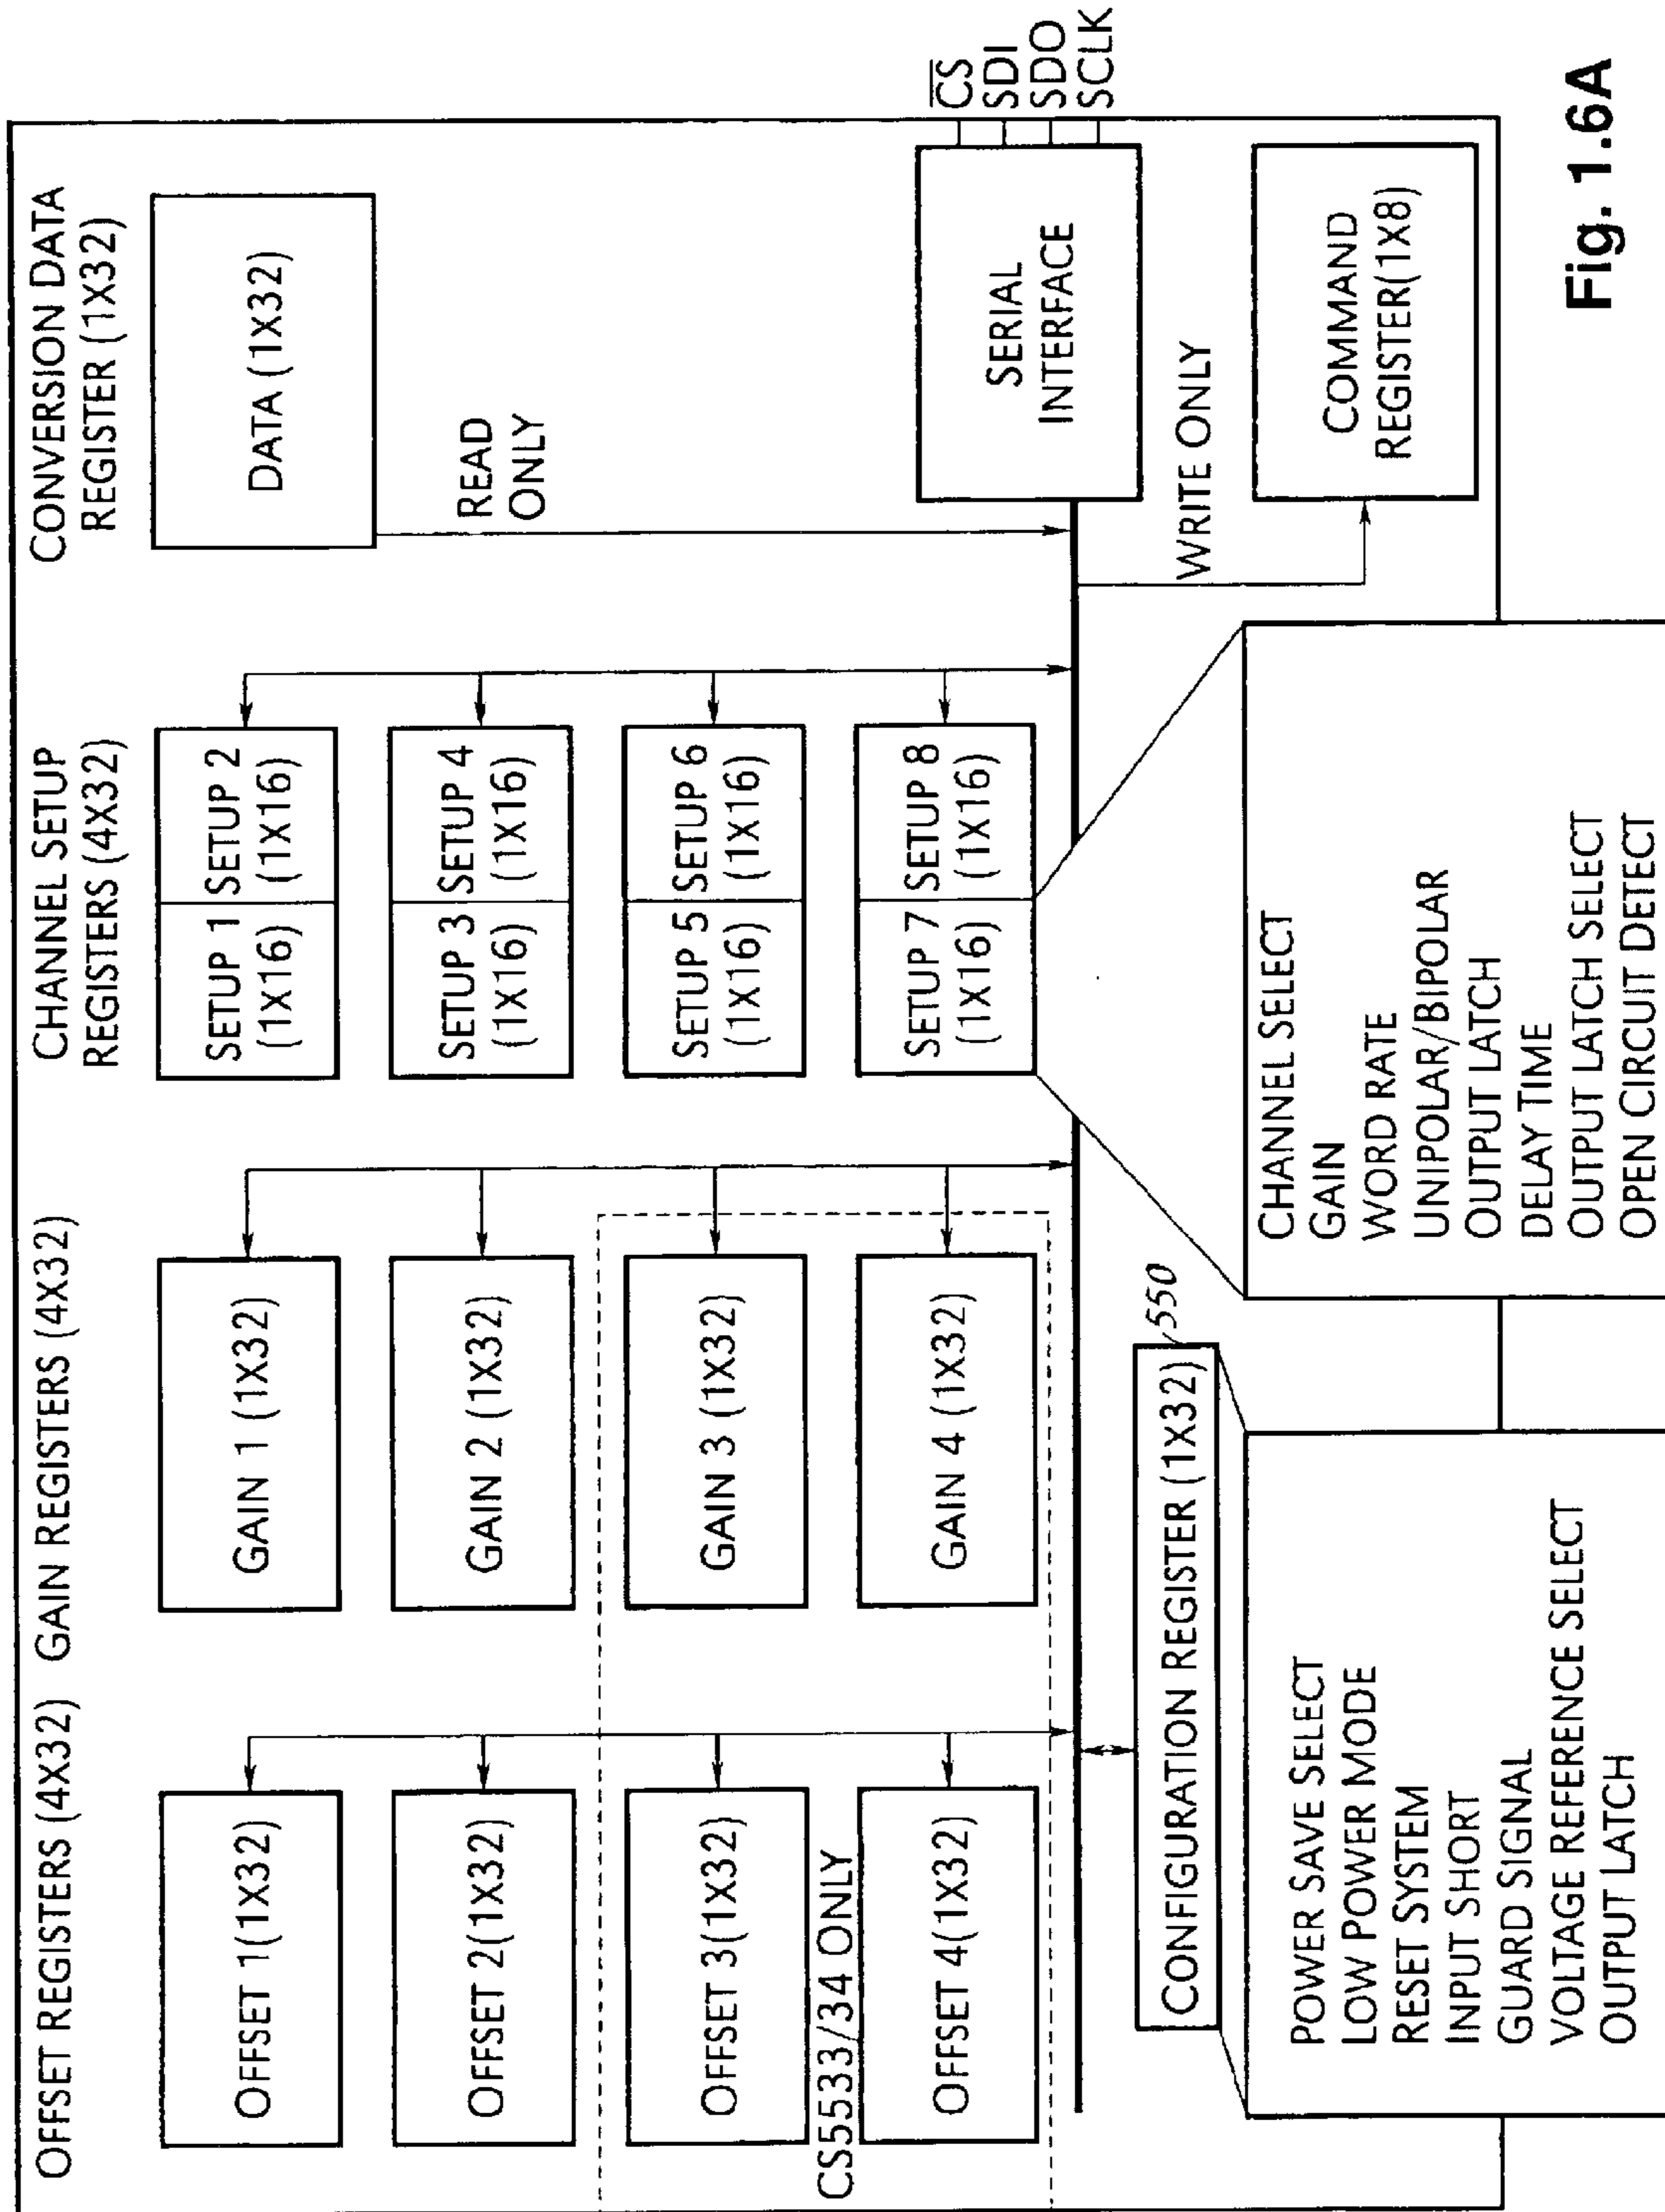 OFFSET REGISTERS (4X32)
GAIN REGISTERS (4X32)
CHANNEL SETUP
REGISTERS (4X32)
CONVERSION DATA
REGISTER (1X32)
OFFSET 1(1X32)
GAIN 1 (1X32)
SETUP 1
(1X16)
SETUP 2
(1X16)
DATA (1X32)
OFFSET 2(1X32)
GAIN 2 (1X32)
SETUP 3
(1X16)
SETUP 4
(1X16)
READ
ONLY
OFFSET 3(1X32)
GAIN 3 (1X32)
SETUP 5
(1X16)
SETUP 6
(1X16)
CS5533/34 ONLY
OFFSET 4(1X32)
GAIN 4 (1X32)
SETUP 7
(1X16)
SETUP 8
(1X16)
SERIAL
INTERFACE
C̅S̅
SDI
SDO
SCLK
WRITE ONLY
CONFIGURATION REGISTER (1X32)
550
COMMAND
REGISTER(1X8)
POWER SAVE SELECT
LOW POWER MODE
RESET SYSTEM
INPUT SHORT
GUARD SIGNAL
VOLTAGE REFERENCE SELECT
OUTPUT LATCH
CHANNEL SELECT
GAIN
WORD RATE
UNIPOLAR/BIPOLAR
OUTPUT LATCH
DELAY TIME
OUTPUT LATCH SELECT
OPEN CIRCUIT DETECT
Fig. 1.6A